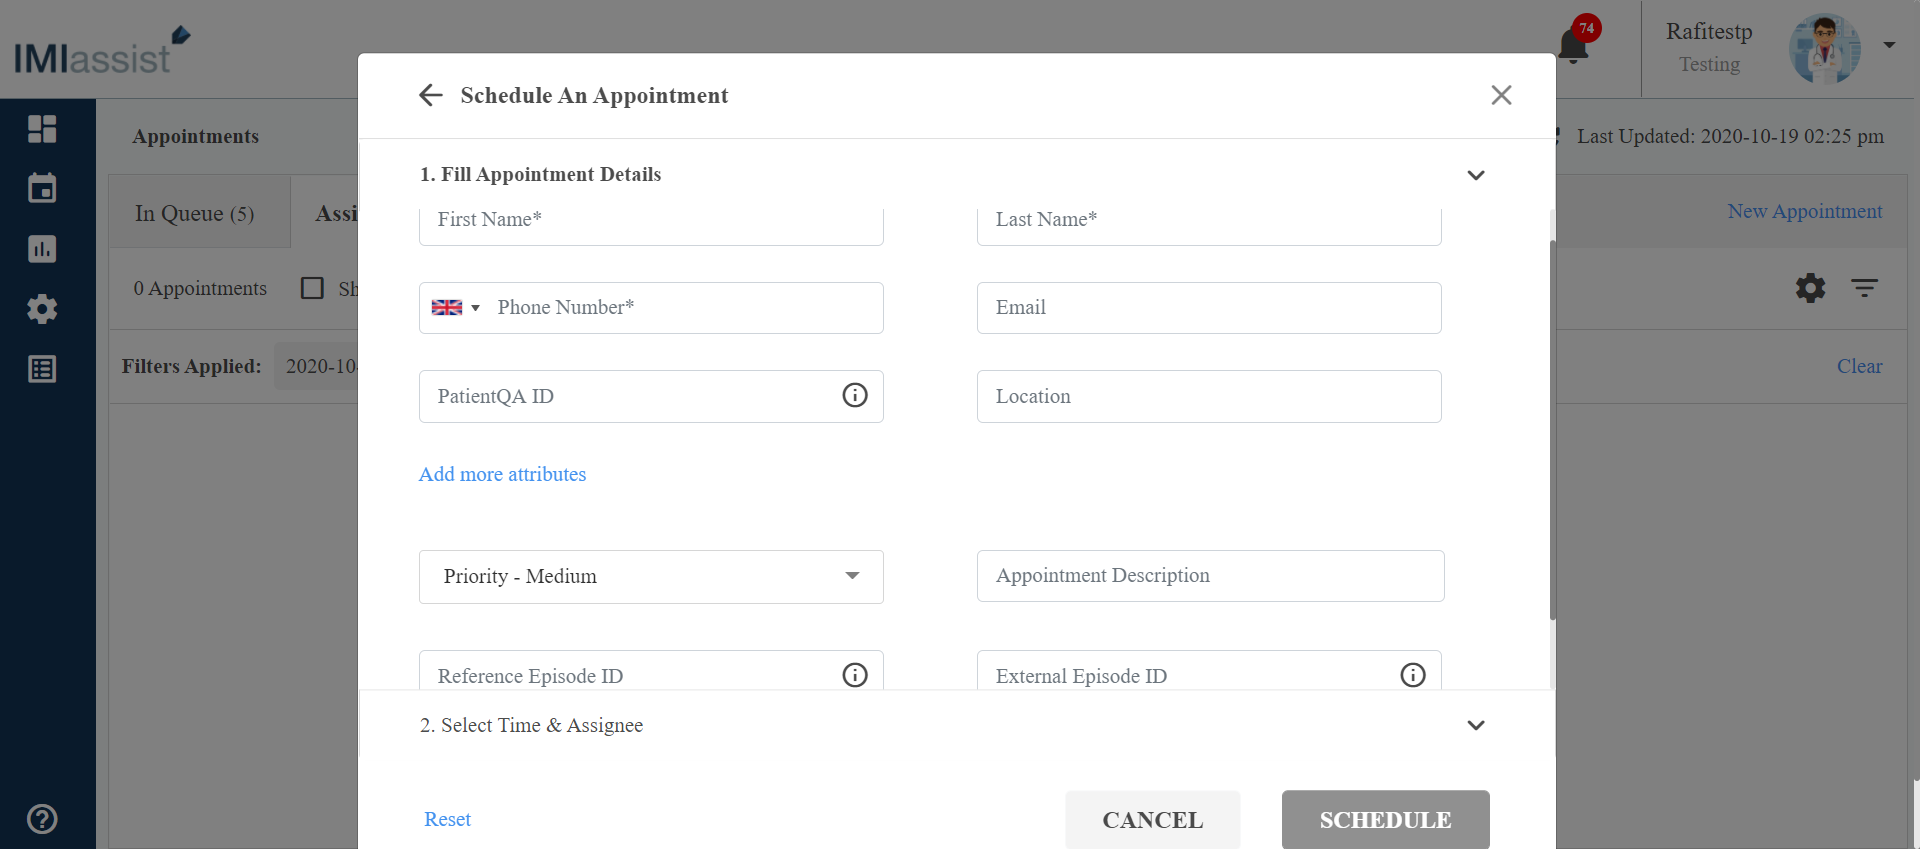 IMIassist
74
Rafitestp
Testing
Schedule An Appointment
Appointments
Last Updated: 2020-10-19 02:25 pm
1. Fill Appointment Details
In Queue (5)
Assi
New Appointment
First Name*
Last Name*
0 Appointments
Sh
Phone Number*
Email
Filters Applied:
2020-10-
Clear
PatientQA ID
Location
Add more attributes
Priority - Medium
Appointment Description
Reference Episode ID
External Episode ID
2. Select Time & Assignee
Reset
CANCEL
SCHEDULE